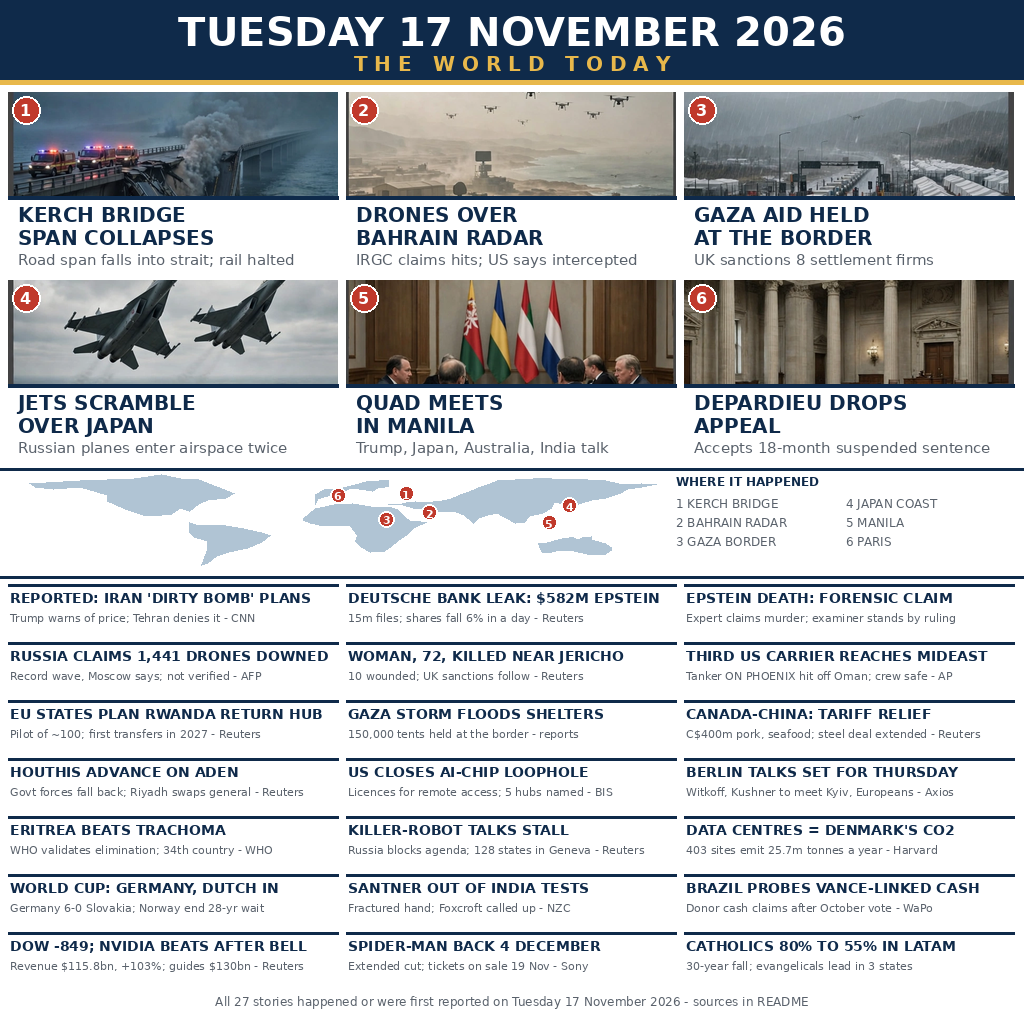 TUESDAY 17 NOVEMBER 2026
THE WORLD TODAY
1
KERCH BRIDGE
SPAN COLLAPSES
Road span falls into strait; rail halted
2
DRONES OVER
BAHRAIN RADAR
IRGC claims hits; US says intercepted
3
GAZA AID HELD
AT THE BORDER
UK sanctions 8 settlement firms
4
JETS SCRAMBLE
OVER JAPAN
Russian planes enter airspace twice
5
QUAD MEETS
IN MANILA
Trump, Japan, Australia, India talk
6
DEPARDIEU DROPS
APPEAL
Accepts 18-month suspended sentence
6
1
3
2
5
4
WHERE IT HAPPENED
1 KERCH BRIDGE
2 BAHRAIN RADAR
3 GAZA BORDER
4 JAPAN COAST
5 MANILA
6 PARIS
REPORTED: IRAN 'DIRTY BOMB' PLANS
Trump warns of price; Tehran denies it - CNN
DEUTSCHE BANK LEAK: $582M EPSTEIN
15m files; shares fall 6% in a day - Reuters
EPSTEIN DEATH: FORENSIC CLAIM
Expert claims murder; examiner stands by ruling
RUSSIA CLAIMS 1,441 DRONES DOWNED
Record wave, Moscow says; not verified - AFP
WOMAN, 72, KILLED NEAR JERICHO
10 wounded; UK sanctions follow - Reuters
THIRD US CARRIER REACHES MIDEAST
Tanker ON PHOENIX hit off Oman; crew safe - AP
EU STATES PLAN RWANDA RETURN HUB
Pilot of ~100; first transfers in 2027 - Reuters
GAZA STORM FLOODS SHELTERS
150,000 tents held at the border - reports
CANADA-CHINA: TARIFF RELIEF
C$400m pork, seafood; steel deal extended - Reuters
HOUTHIS ADVANCE ON ADEN
Govt forces fall back; Riyadh swaps general - Reuters
US CLOSES AI-CHIP LOOPHOLE
Licences for remote access; 5 hubs named - BIS
BERLIN TALKS SET FOR THURSDAY
Witkoff, Kushner to meet Kyiv, Europeans - Axios
ERITREA BEATS TRACHOMA
WHO validates elimination; 34th country - WHO
KILLER-ROBOT TALKS STALL
Russia blocks agenda; 128 states in Geneva - Reuters
DATA CENTRES = DENMARK'S CO2
403 sites emit 25.7m tonnes a year - Harvard
WORLD CUP: GERMANY, DUTCH IN
Germany 6-0 Slovakia; Norway end 28-yr wait
SANTNER OUT OF INDIA TESTS
Fractured hand; Foxcroft called up - NZC
BRAZIL PROBES VANCE-LINKED CASH
Donor cash claims after October vote - WaPo
DOW -849; NVIDIA BEATS AFTER BELL
Revenue $115.8bn, +103%; guides $130bn - Reuters
SPIDER-MAN BACK 4 DECEMBER
Extended cut; tickets on sale 19 Nov - Sony
CATHOLICS 80% TO 55% IN LATAM
30-year fall; evangelicals lead in 3 states
All 27 stories happened or were first reported on Tuesday 17 November 2026 - sources in README